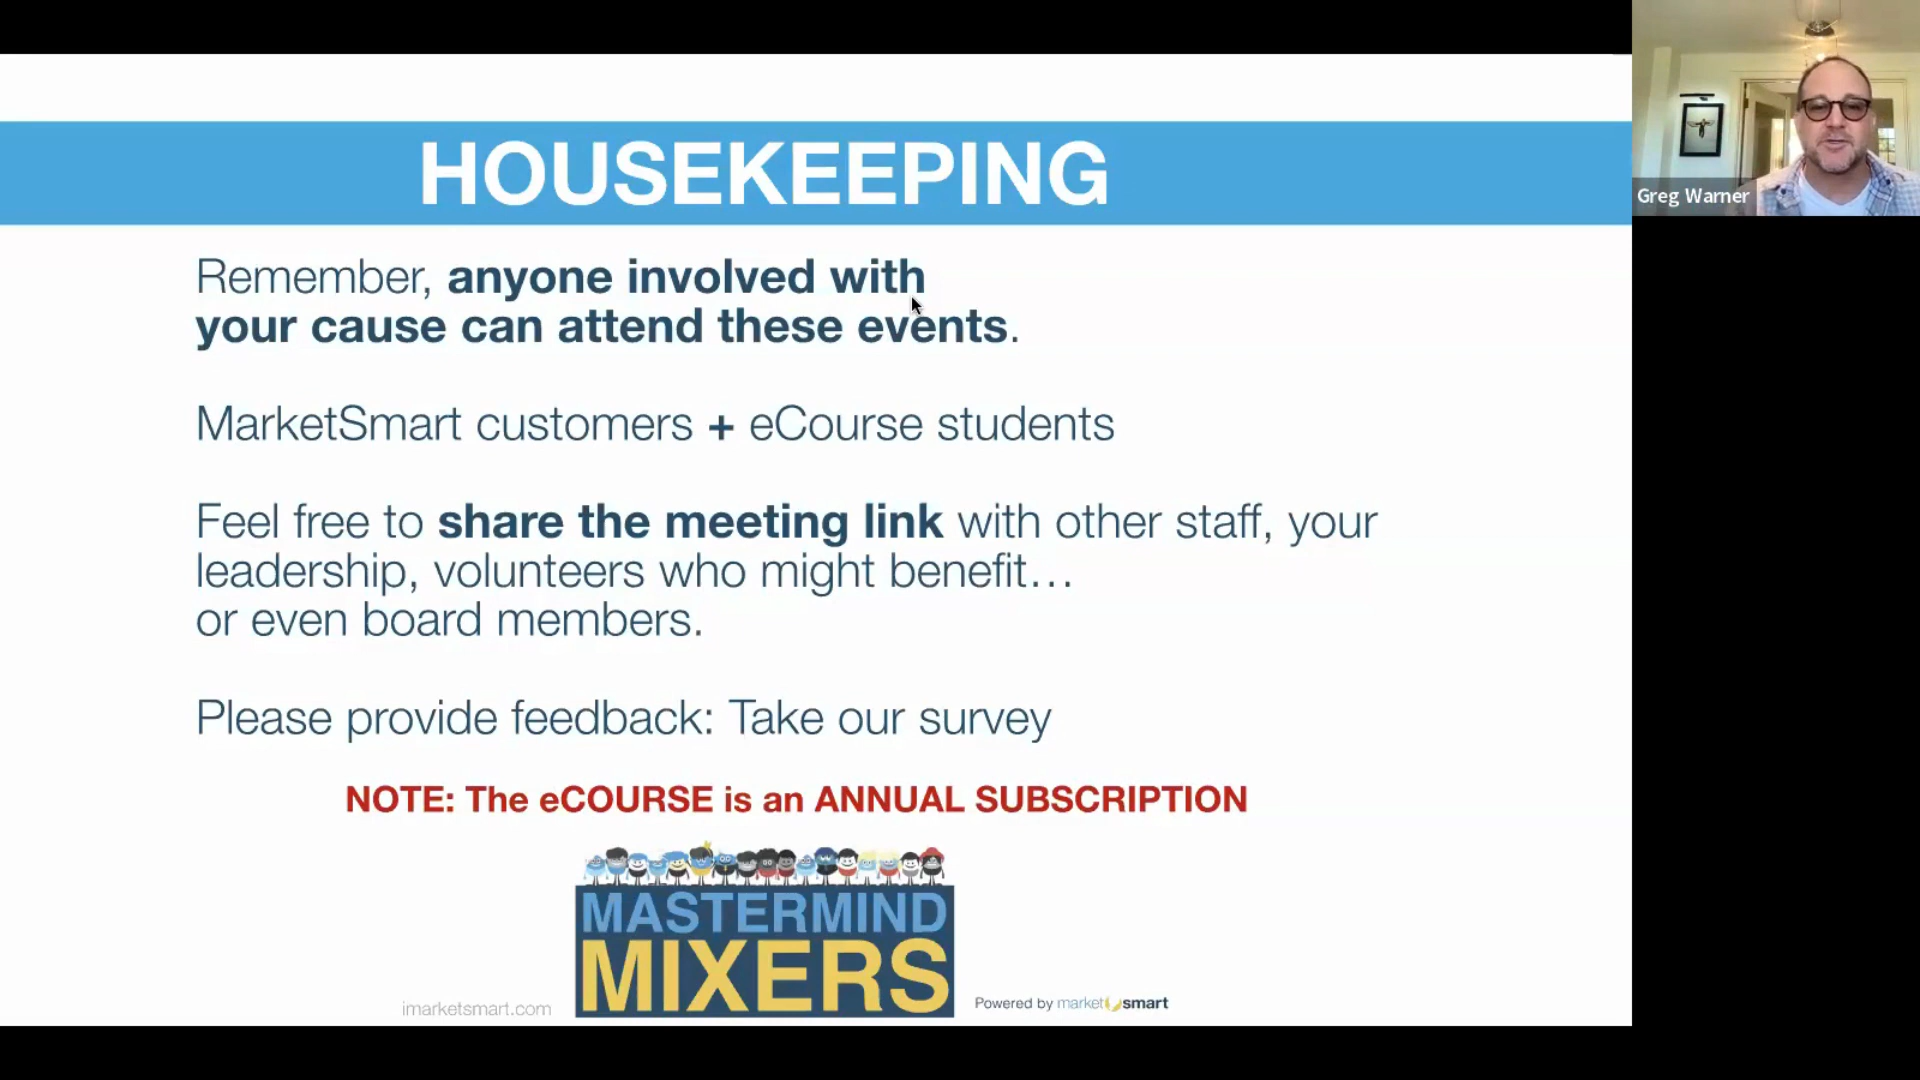 HOUSEKEEPING
Greg Warner
Remember, anyone involved with
your cause can attend these events.
MarketSmart customers + eCourse students
Feel free to share the meeting link with other staff, your
leadership, volunteers who might benefit…
or even board members.
Please provide feedback: Take our survey
NOTE: The eCOURSE is an ANNUAL SUBSCRIPTION
MASTERMIND
MIXERS
imarketsmart.com
Powered by marketsmart